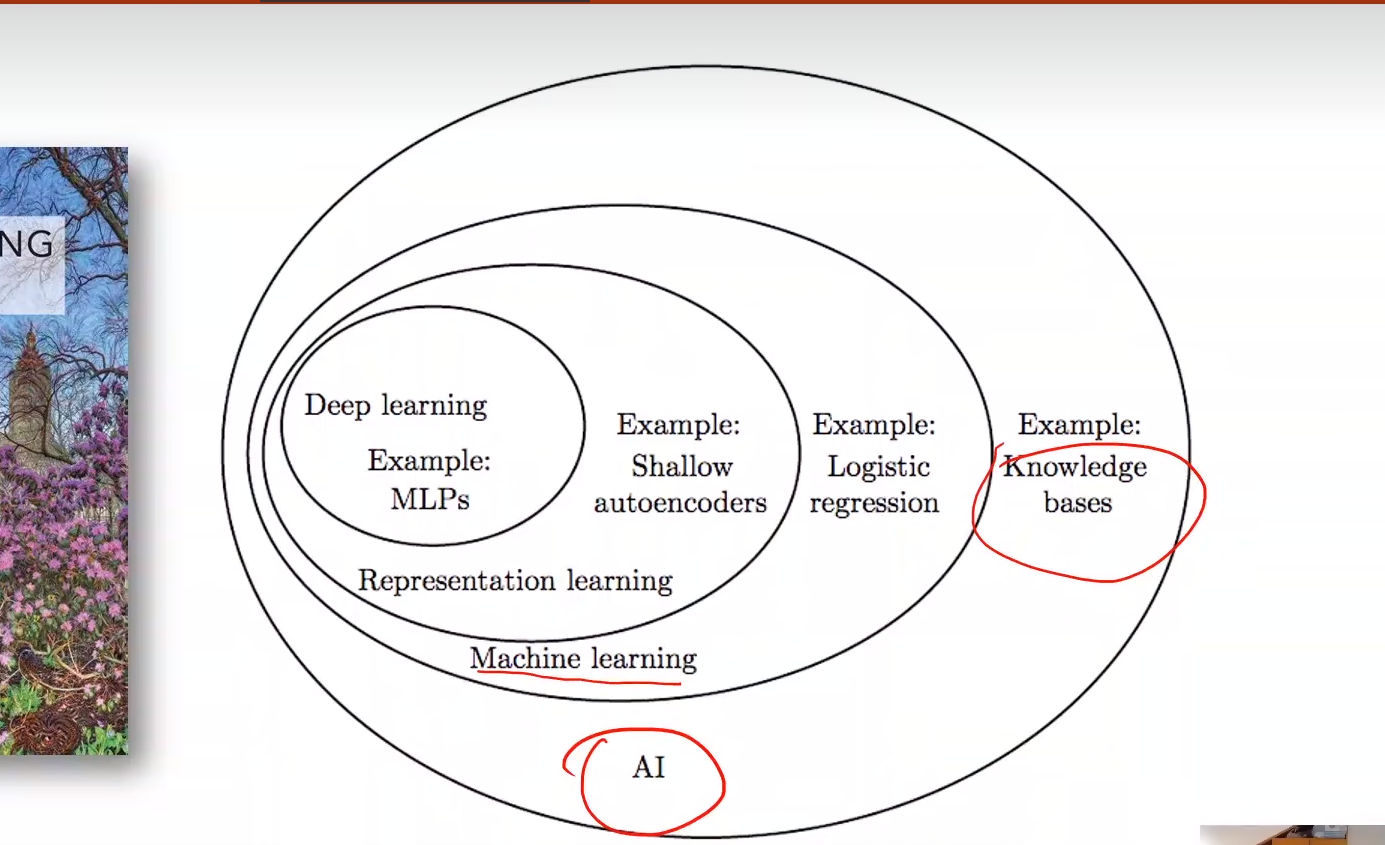 NG
Deep learning
Example:
MLPs
Example:
Shallow
autoencoders
Example:
Logistic
regression
Example:
Knowledge
bases
Representation learning
Machine learning
AI